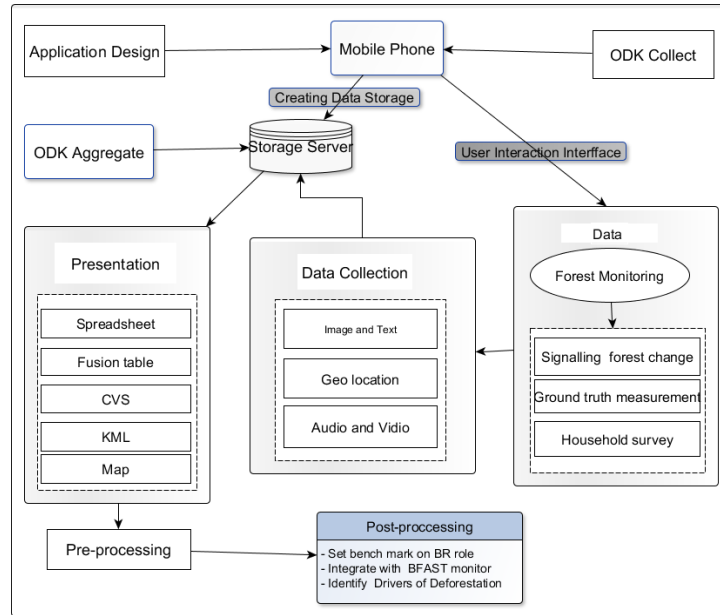 Application Design
Mobile Phone
ODK Collect
Creating Data Storage
ODK Aggregate
Storage Server
User Interaction Interfface
Presentation
Spreadsheet
Fusion table
CVS
KML
Map
Data Collection
Image and Text
Geo location
Audio and Vidio
Data
Forest Monitoring
Signalling forest change
Ground truth measurement
Household survey
Pre-processing
Post-proccessing
- Set bench mark on BR role
- Integrate with BFAST monitor
- Identify Drivers of Deforestation